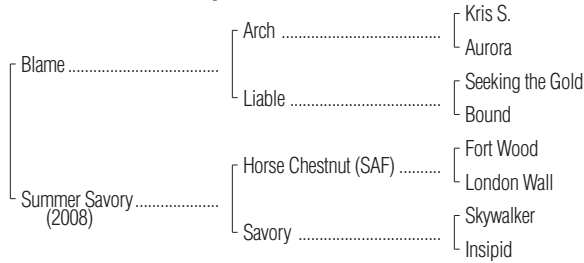 Kris S.
Arch ........................................
Aurora
Blame ......................................
Seeking the Gold
Liable ......................................
Bound
Fort Wood
Horse Chestnut (SAF) ..........
London Wall
Summer Savory .....................
(2008)
Skywalker
Savory ....................................
Insipid